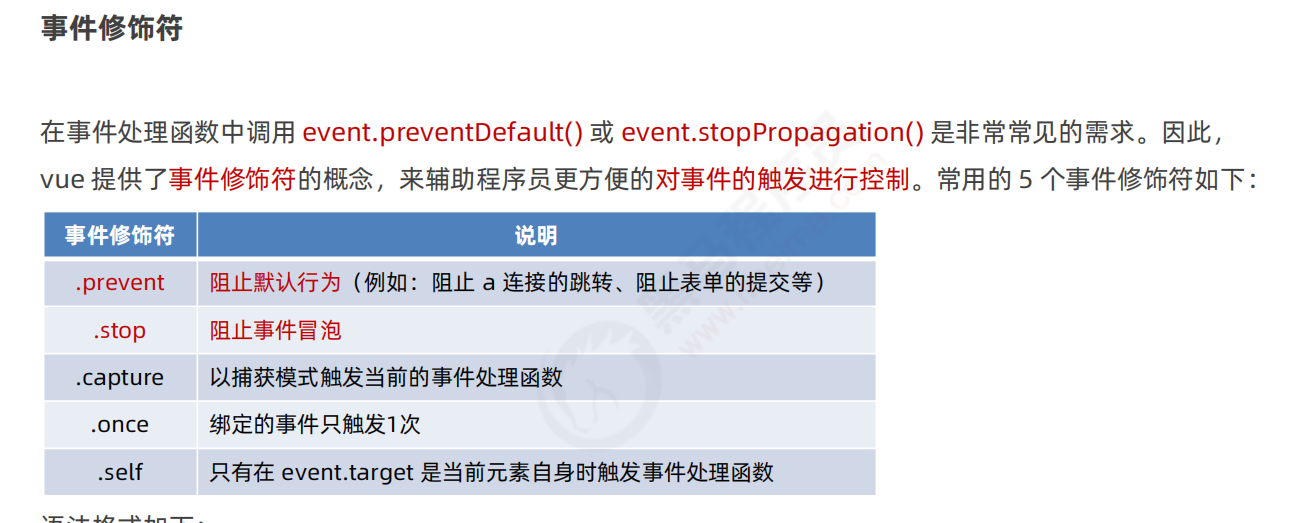 事件修饰符
在事件处理函数中调用 event.preventDefault() 或 event.stopPropagation() 是非常常见的需求。因此，
vue 提供了事件修饰符的概念，来辅助程序员更方便的对事件的触发进行控制。常用的 5 个事件修饰符如下：
事件修饰符 说明
.prevent 阻止默认行为（例如：阻止 a 连接的跳转、阻止表单的提交等）
.stop 阻止事件冒泡
.capture 以捕获模式触发当前的事件处理函数
.once 绑定的事件只触发1次
.self 只有在 event.target 是当前元素自身时触发事件处理函数
语法格式如下：